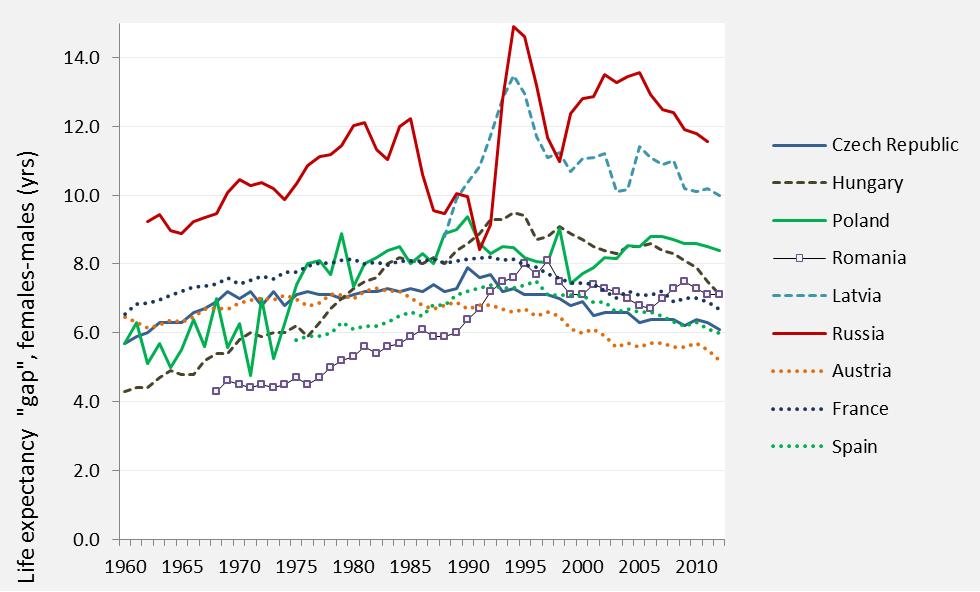 Life expectancy "gap", females-males (yrs)
14.0
12.0
10.0
8.0
6.0
4.0
2.0
0.0
1960 1965 1970 1975 1980 1985 1990 1995 2000 2005 2010
Czech Republic
Hungary
Poland
Romania
Latvia
Russia
Austria
France
Spain